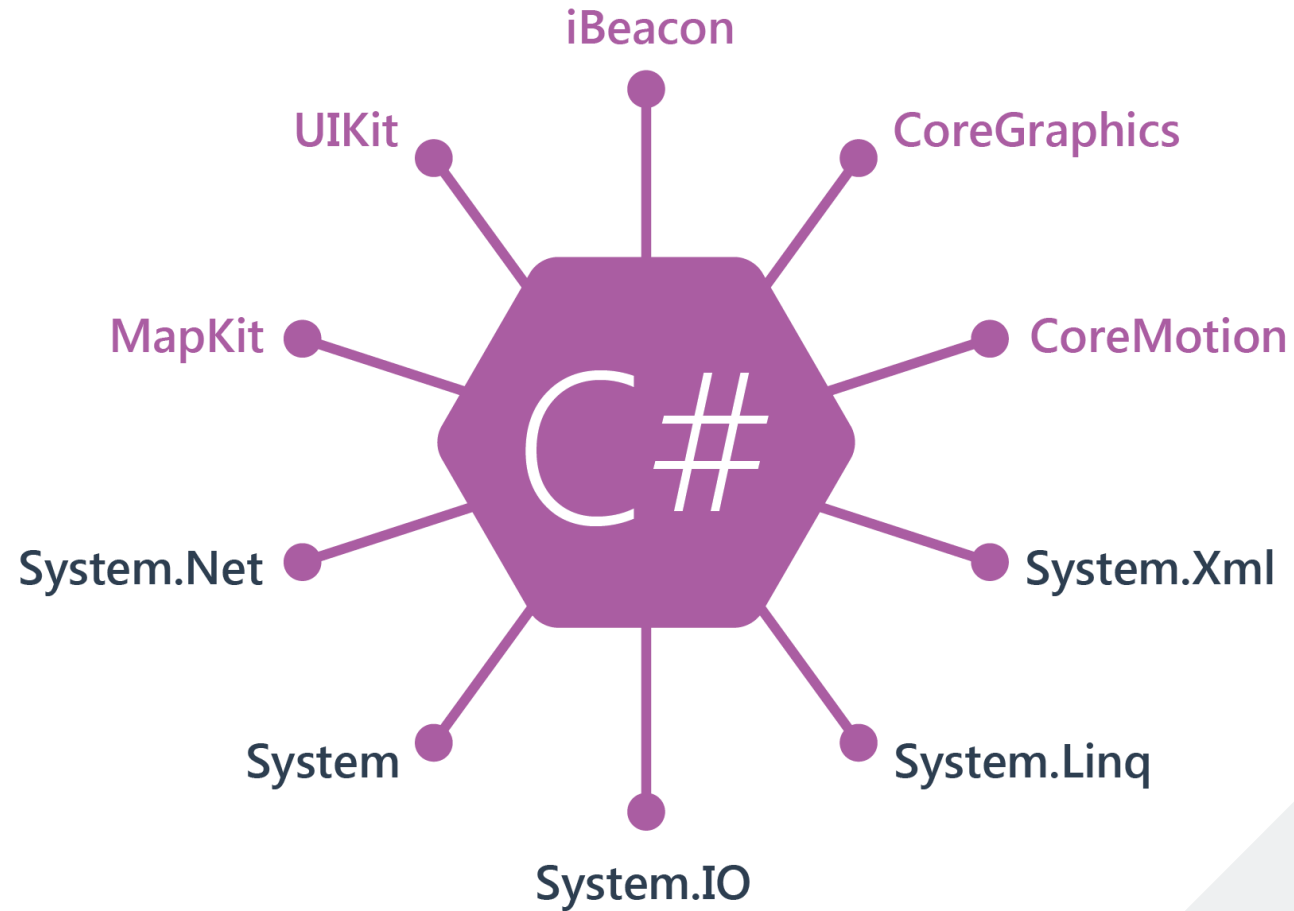 iBeacon
UIKit
CoreGraphics
MapKit
CoreMotion
C#
System.Net
System.Xml
System
System.Linq
System.IO